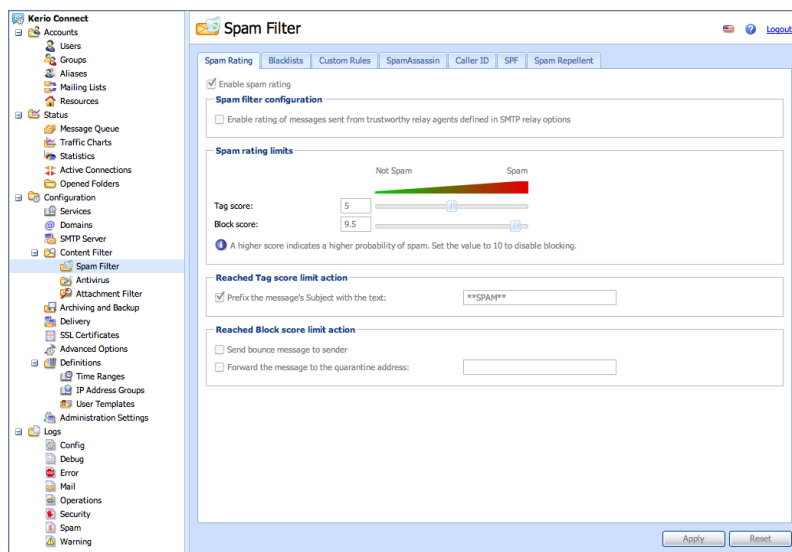 Kerio Connect
Accounts
Users
Groups
Aliases
Mailing Lists
Resources
Status
Message Queue
Traffic Charts
Statistics
Active Connections
Opened Folders
Configuration
Services
Domains
SMTP Server
Content Filter
Spam Filter
Antivirus
Attachment Filter
Archiving and Backup
Delivery
SSL Certificates
Advanced Options
Definitions
Time Ranges
IP Address Groups
User Templates
Administration Settings
Logs
Config
Debug
Error
Mail
Operations
Security
Spam
Warning
Spam Filter
Logout
Spam Rating Blacklists Custom Rules SpamAssassin Caller ID SPF Spam Repellent
Enable spam rating
Spam filter configuration
Enable rating of messages sent from trustworthy relay agents defined in SMTP relay options
Spam rating limits
Not Spam Spam
Tag score: 5
Block score: 9.5
A higher score indicates a higher probability of spam. Set the value to 10 to disable blocking.
Reached Tag score limit action
Prefix the message's Subject with the text: **SPAM**
Reached Block score limit action
Send bounce message to sender
Forward the message to the quarantine address:
Apply Reset